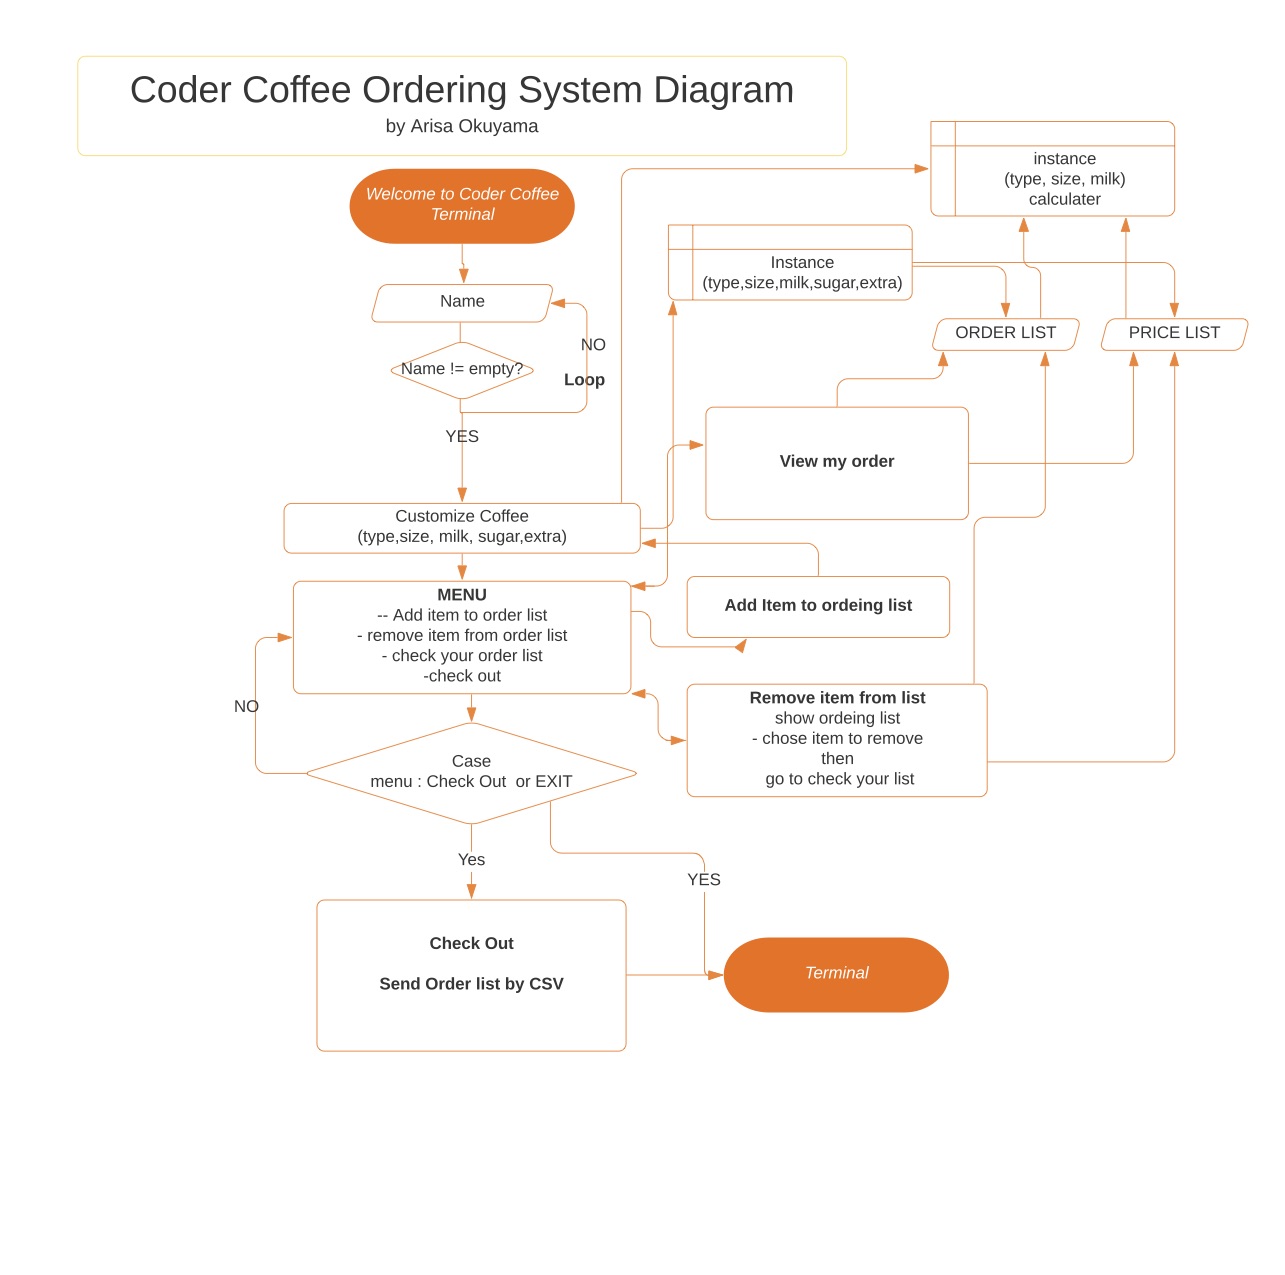 Coder Coffee Ordering System Diagram
by Arisa Okuyama
Welcome to Coder Coffee
Terminal
Name
NO
Name != empty?
Loop
YES
instance
(type, size, milk)
calculater
Instance
(type,size,milk,sugar,extra)
ORDER LIST
PRICE LIST
View my order
Customize Coffee
(type,size, milk, sugar,extra)
MENU
-- Add item to order list
- remove item from order list
- check your order list
-check out
Add Item to ordeing list
NO
Remove item from list
show ordeing list
- chose item to remove
then
go to check your list
Case
menu : Check Out  or EXIT
Yes
YES
Check Out
Send Order list by CSV
Terminal